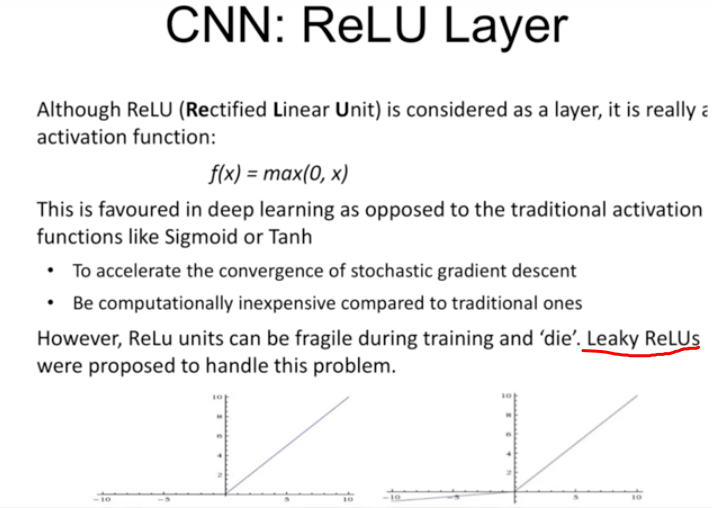 CNN: ReLU Layer
Although ReLU (Rectified Linear Unit) is considered as a layer, it is really a
activation function:
f(x) = max(0, x)
This is favoured in deep learning as opposed to the traditional activation
functions like Sigmoid or Tanh
• To accelerate the convergence of stochastic gradient descent
• Be computationally inexpensive compared to traditional ones
However, ReLu units can be fragile during training and ‘die’. Leaky ReLUs
were proposed to handle this problem.
10
8
6
4
2
-10 -5 5 10
10
8
6
4
2
-10 -5 5 10